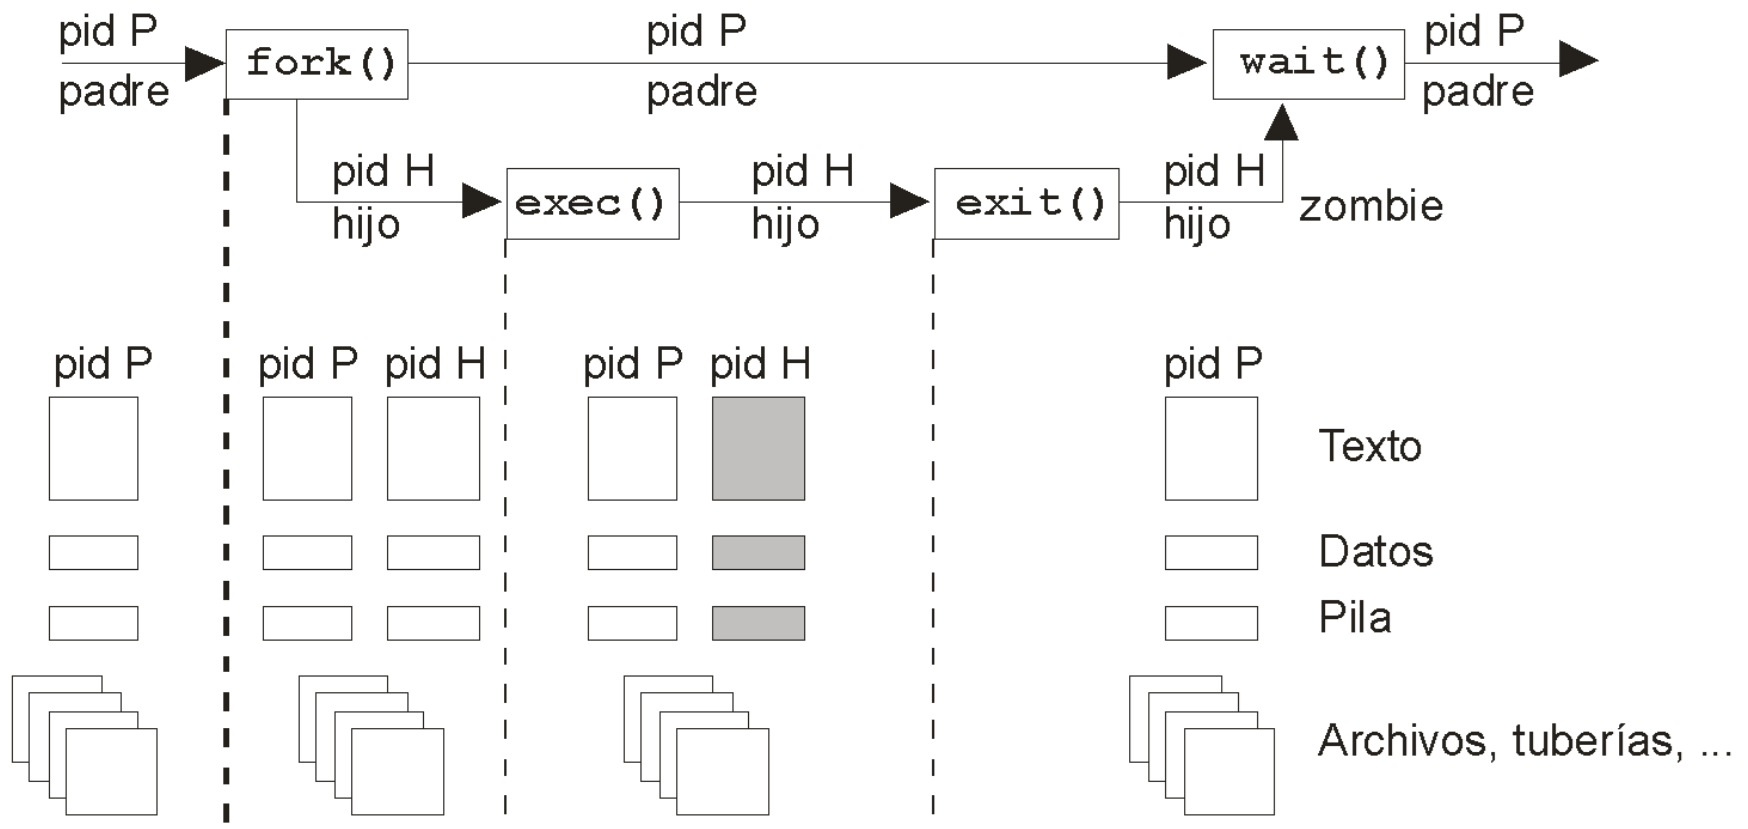 pid P
padre
fork()
pid P
padre
wait()
pid P
padre
pid H
hijo
exec()
pid H
hijo
exit()
pid H
hijo
zombie
pid P
pid P
pid H
pid P
pid H
pid P
Texto
Datos
Pila
Archivos, tuberías, ...